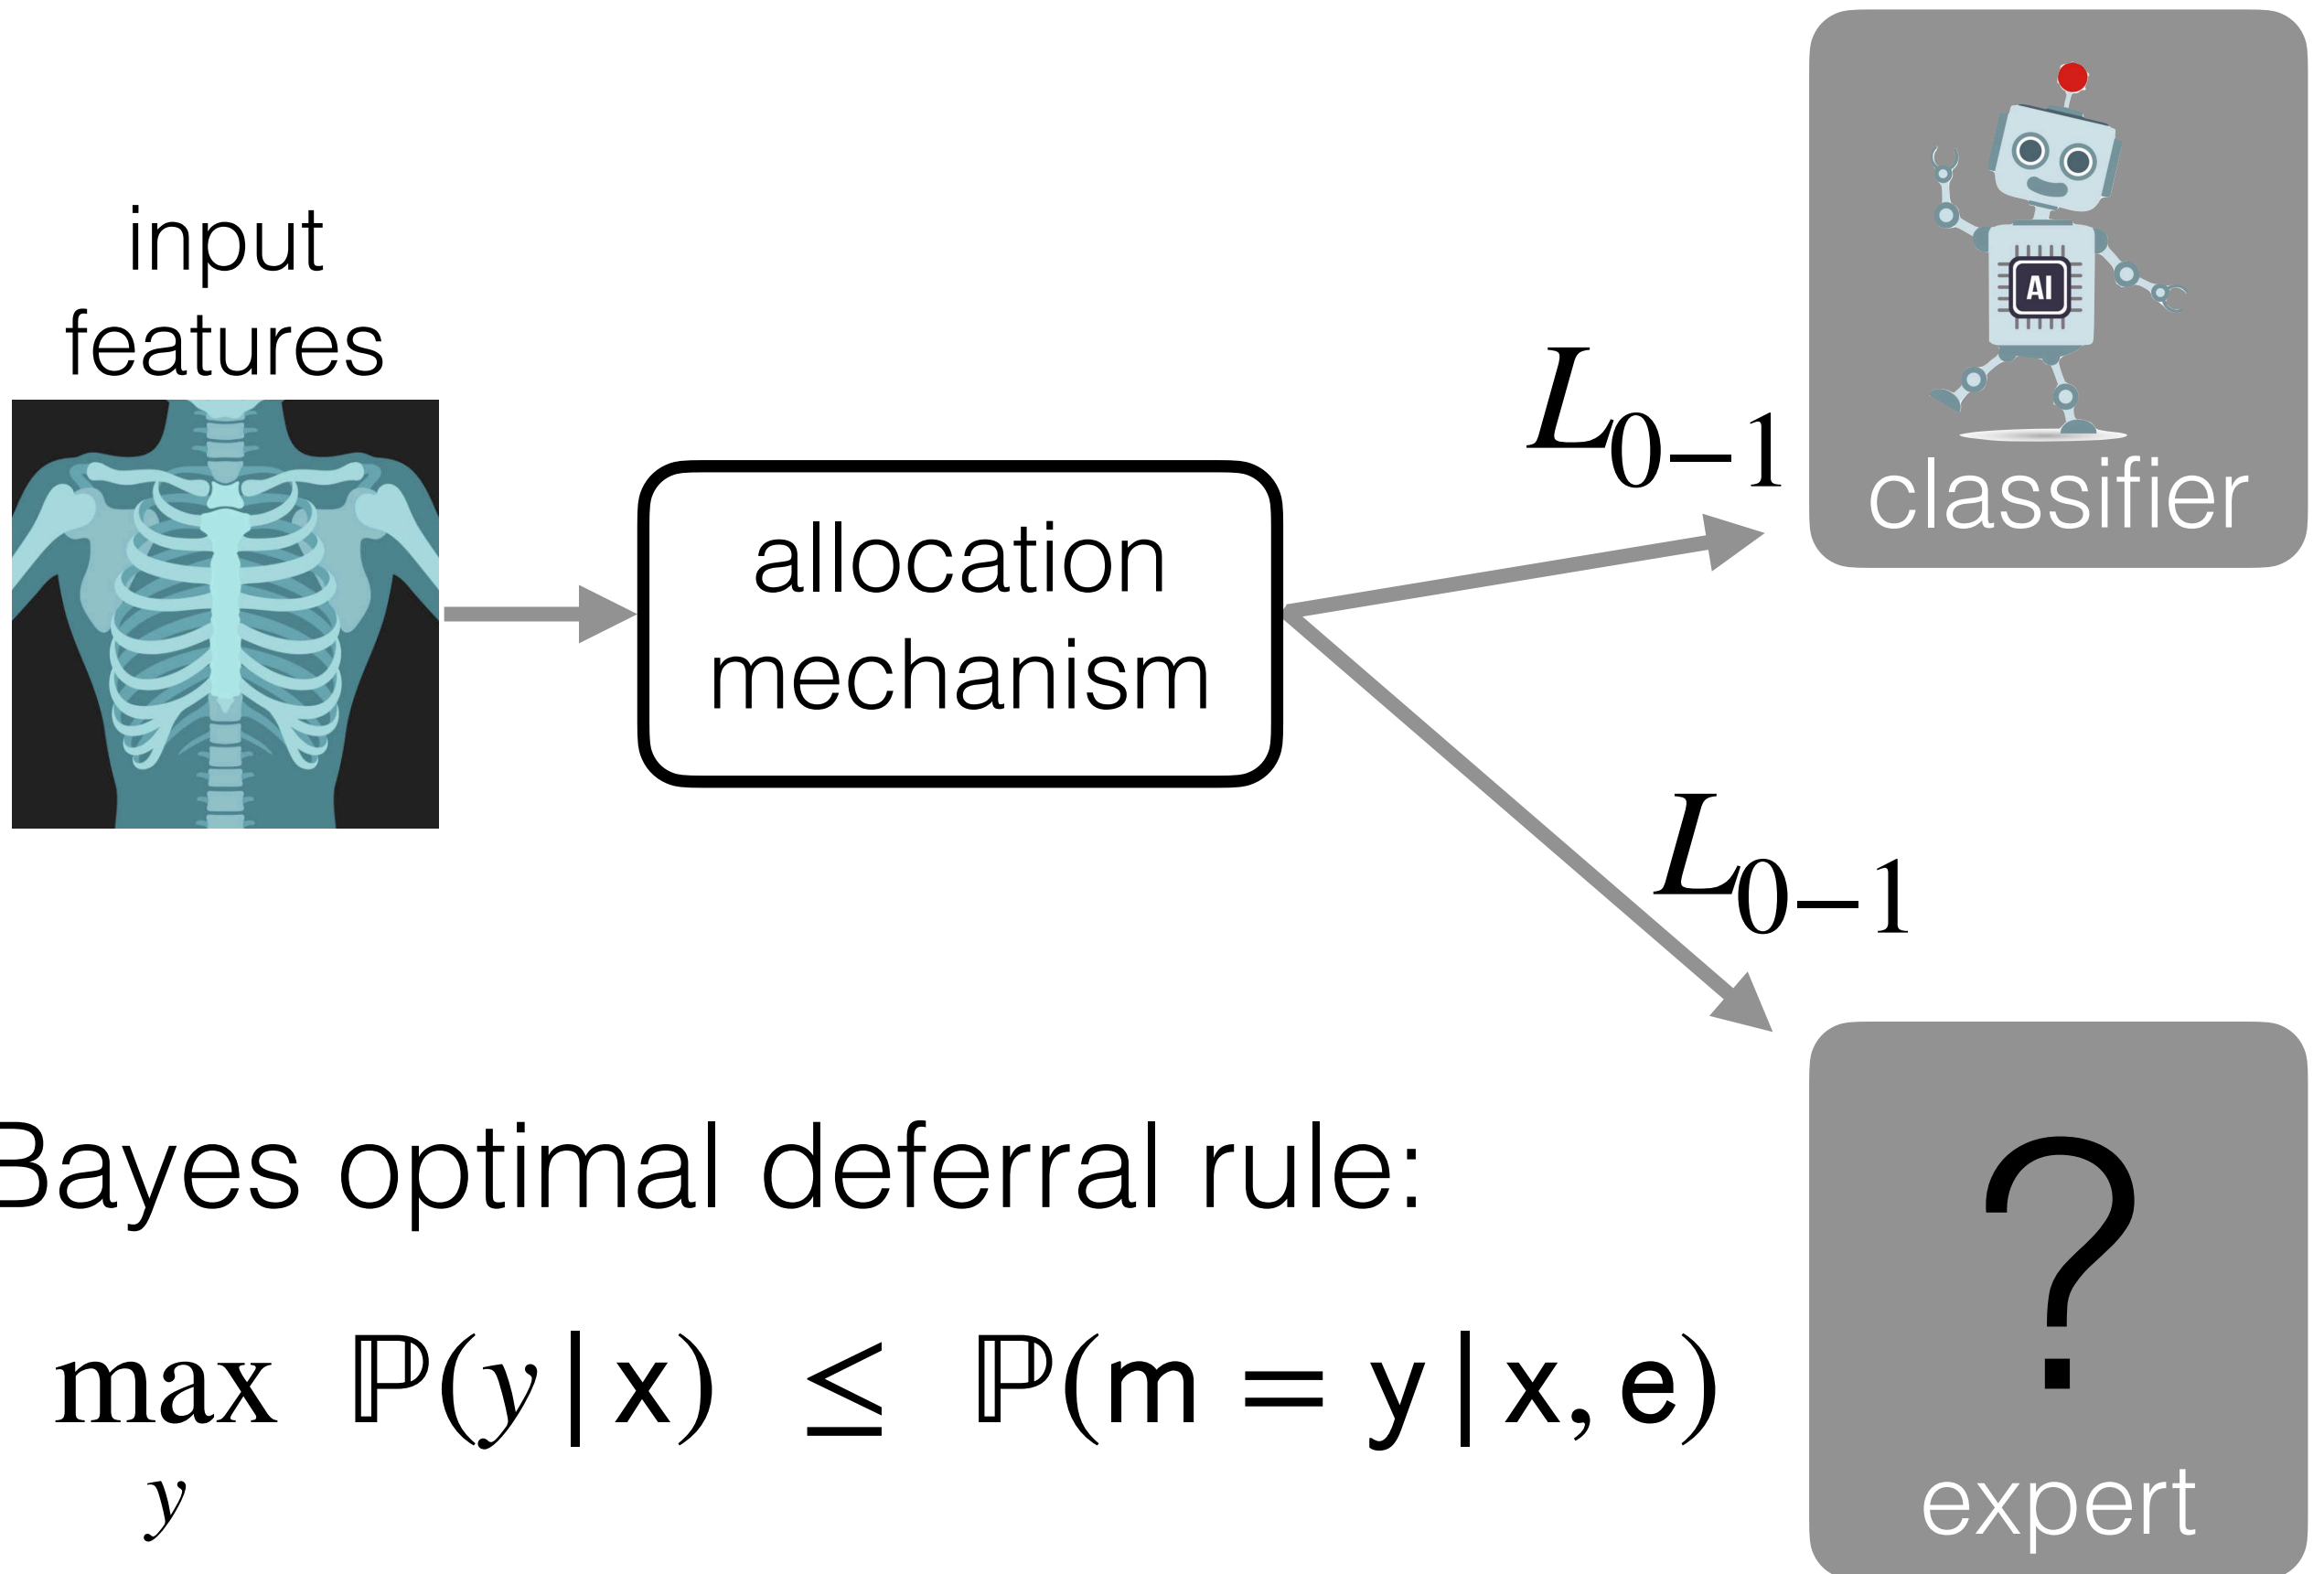 input
features
allocation
mechanism
L₀₋₁
AI
classifier
L₀₋₁
Bayes optimal deferral rule:
max ℙ(y|x) ≤ ℙ(m = y|x, e)
y
?
expert